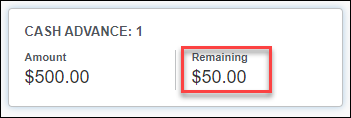 CASH ADVANCE: 1
Amount Remaining
$500.00 $50.00